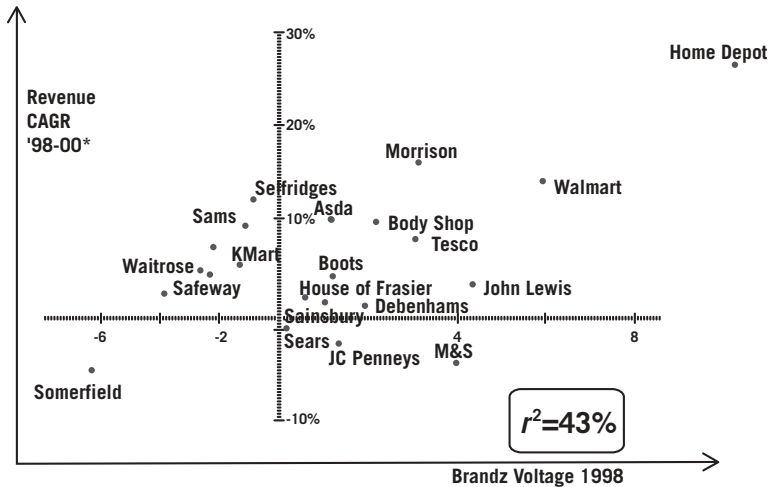 30%
Home Depot
Revenue
CAGR
'98-00*
20%
Morrison
Selfridges
Walmart
Asda
Sams
10%
Body Shop
Tesco
KMart
Boots
Waitrose
Safeway
House of Frasier
John Lewis
Debenhams
Sainsbury
-6
-2
4
8
Sears
JC Penneys
M&S
Somerfield
-10%
r²=43%
Brandz Voltage 1998